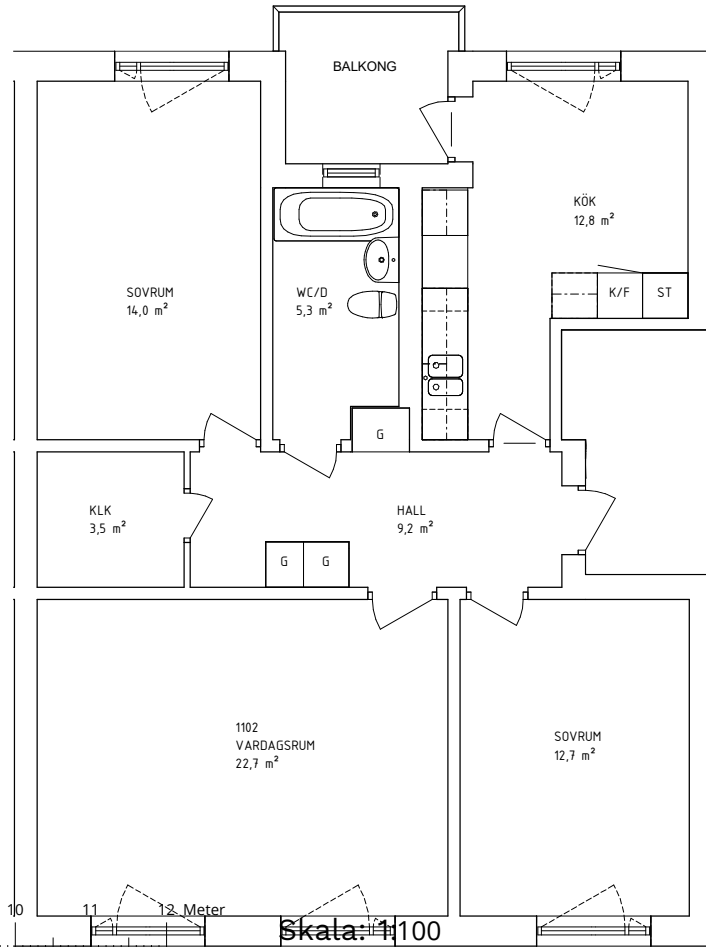 BALKONG
KÖK
12,8 m²
SOVRUM
14,0 m²
WC/D
5,3 m²
K/F
ST
G
KLK
3,5 m²
HALL
9,2 m²
G
G
1102
VARDAGSRUM
22,7 m²
SOVRUM
12,7 m²
10 11 12 Meter
Skala: 1:100